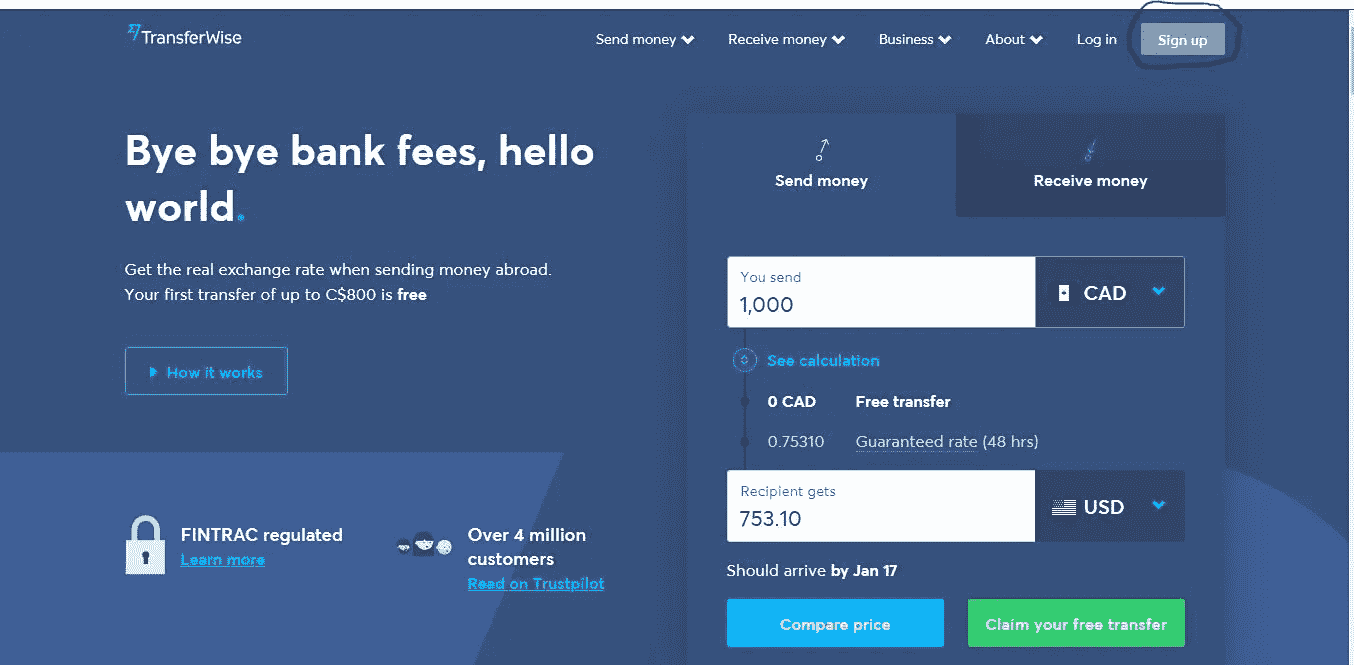 TransferWise
Send money
Receive money
Business
About
Log in
Sign up
Bye bye bank fees, hello
world.
Get the real exchange rate when sending money abroad.
Your first transfer of up to C$800 is free
How it works
FINTRAC regulated
Learn more
Over 4 million
customers
Read on Trustpilot
Send money
Receive money
You send
1,000
CAD
See calculation
0 CAD Free transfer
0.75310 Guaranteed rate (48 hrs)
Recipient gets
753.10
USD
Should arrive by Jan 17
Compare price
Claim your free transfer